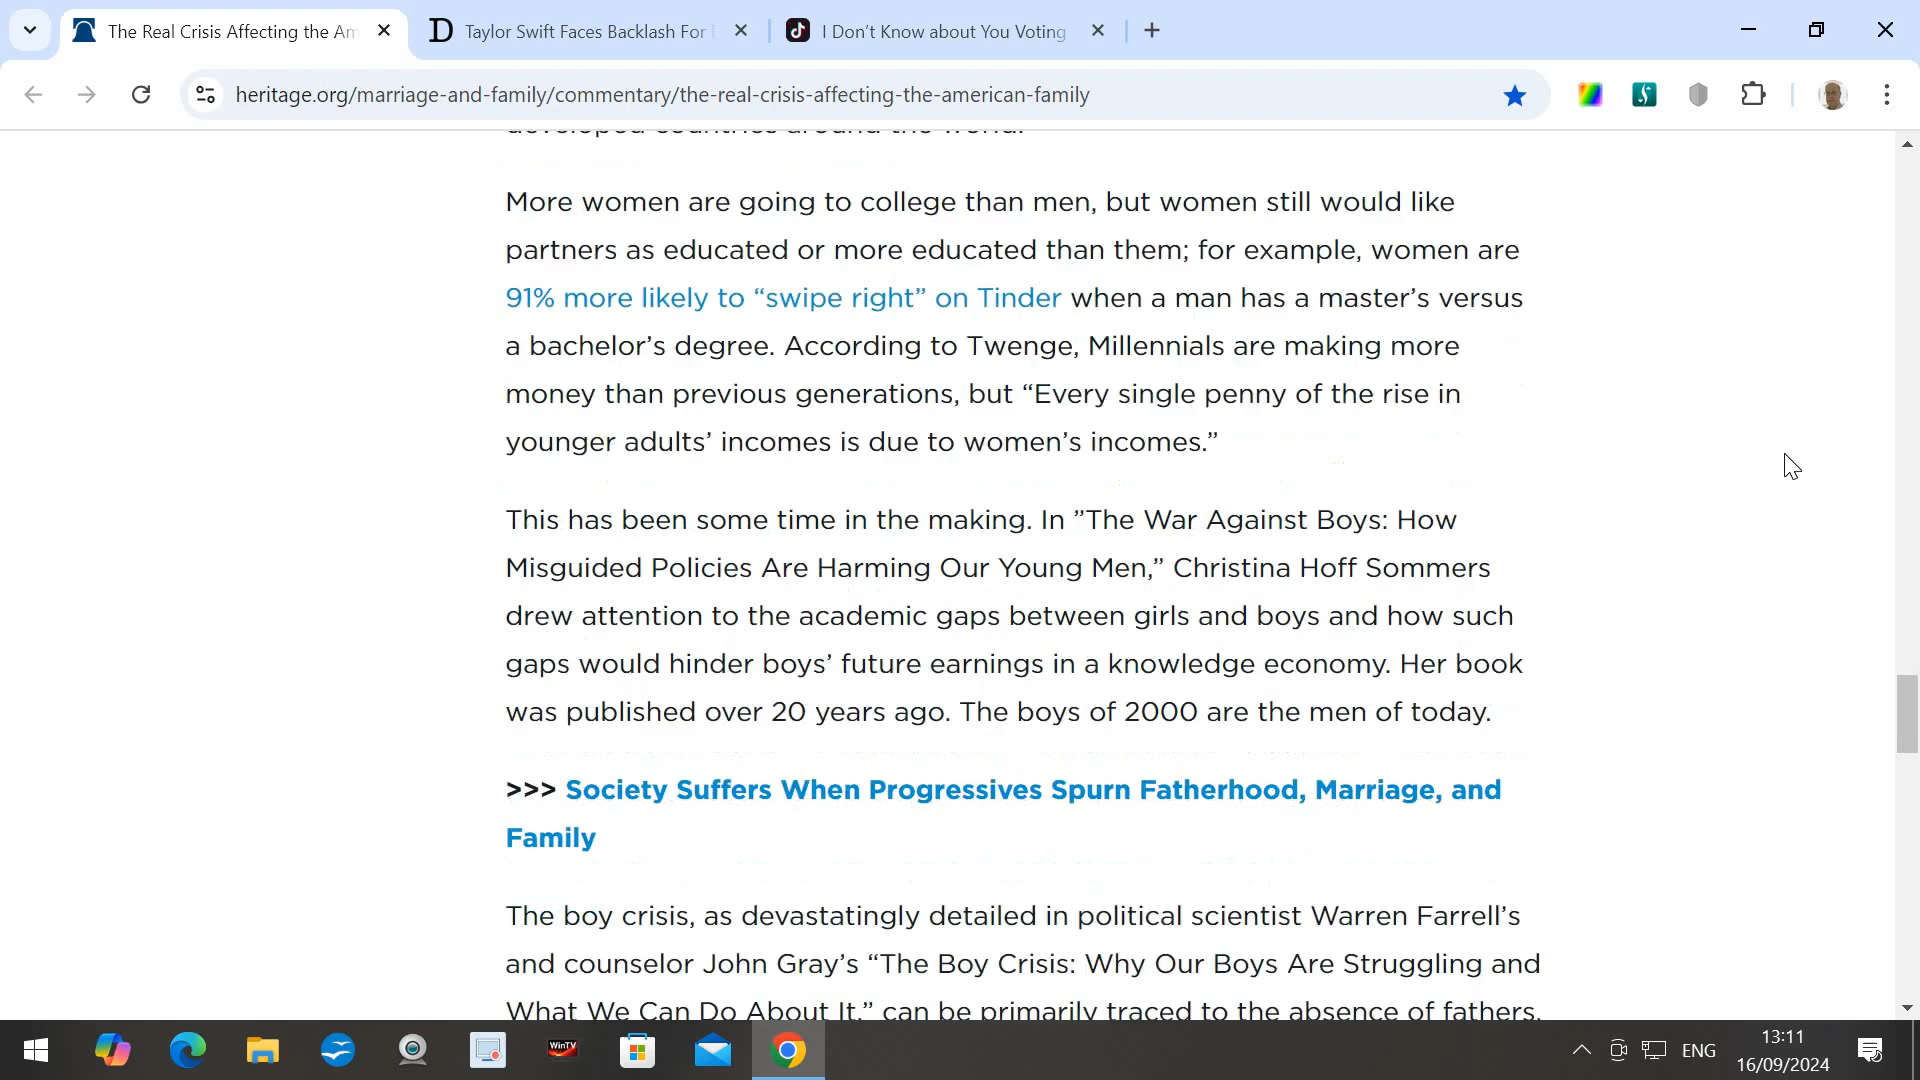 The Real Crisis Affecting the Am
Taylor Swift Faces Backlash For
I Don’t Know about You Voting
heritage.org/marriage-and-family/commentary/the-real-crisis-affecting-the-american-family
developed countries around the world.
More women are going to college than men, but women still would like
partners as educated or more educated than them; for example, women are
91% more likely to “swipe right” on Tinder when a man has a master’s versus
a bachelor’s degree. According to Twenge, Millennials are making more
money than previous generations, but “Every single penny of the rise in
younger adults’ incomes is due to women’s incomes.”
This has been some time in the making. In ”The War Against Boys: How
Misguided Policies Are Harming Our Young Men,” Christina Hoff Sommers
drew attention to the academic gaps between girls and boys and how such
gaps would hinder boys’ future earnings in a knowledge economy. Her book
was published over 20 years ago. The boys of 2000 are the men of today.
>>> Society Suffers When Progressives Spurn Fatherhood, Marriage, and
Family
The boy crisis, as devastatingly detailed in political scientist Warren Farrell’s
and counselor John Gray’s “The Boy Crisis: Why Our Boys Are Struggling and
What We Can Do About It,” can be primarily traced to the absence of fathers.
WinTV
ENG
13:11
16/09/2024